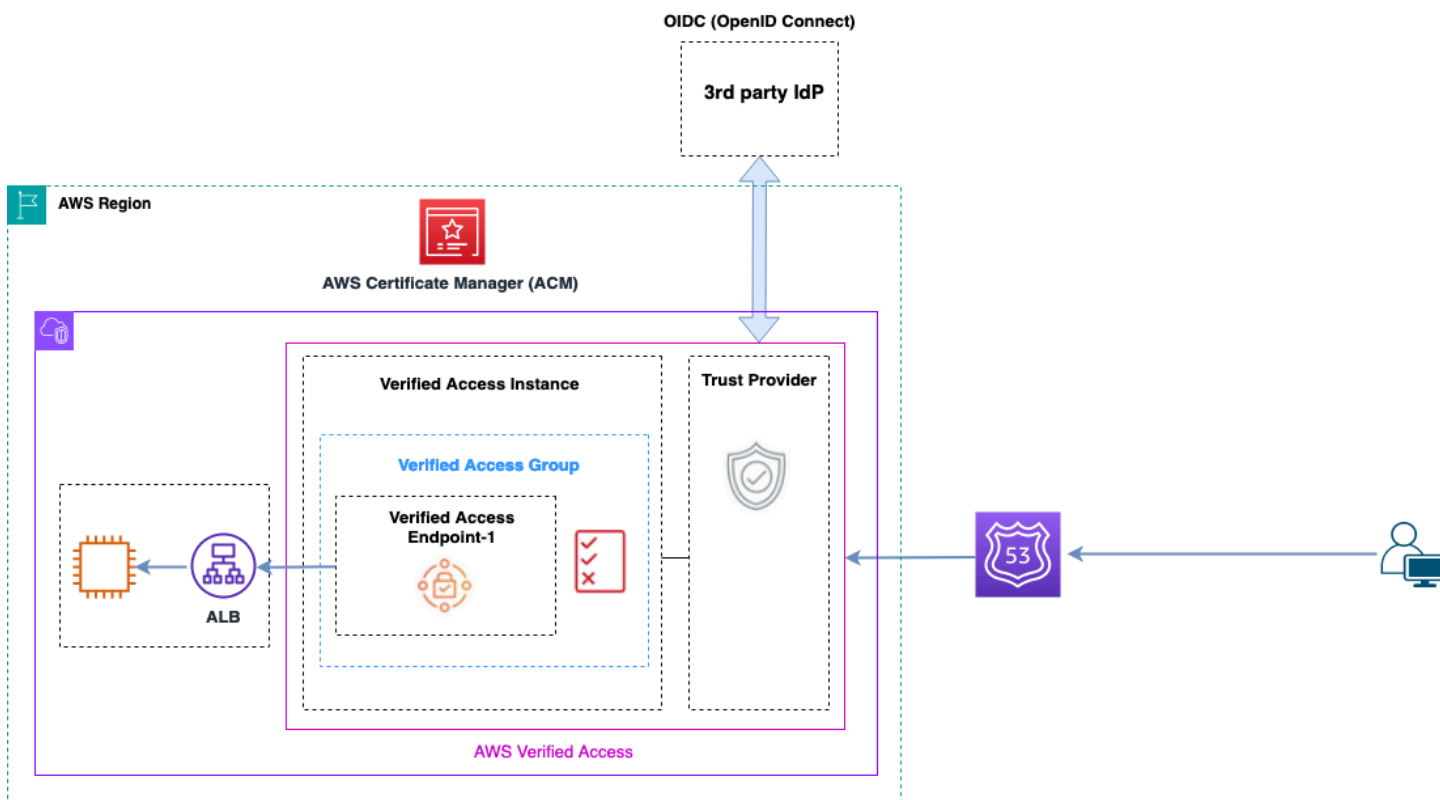 OIDC (OpenID Connect)
3rd party IdP
AWS Region
AWS Certificate Manager (ACM)
Verified Access Instance
Trust Provider
Verified Access Group
Verified Access
Endpoint-1
53
ALB
AWS Verified Access